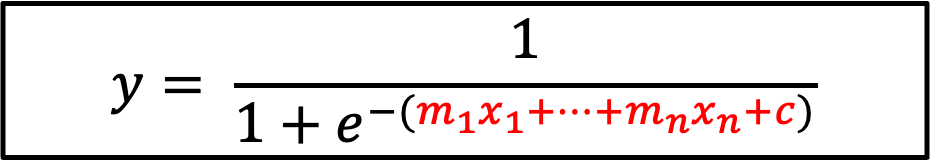 y = 1 / (1 + e^−(m₁x₁+⋯+mₙxₙ+c))